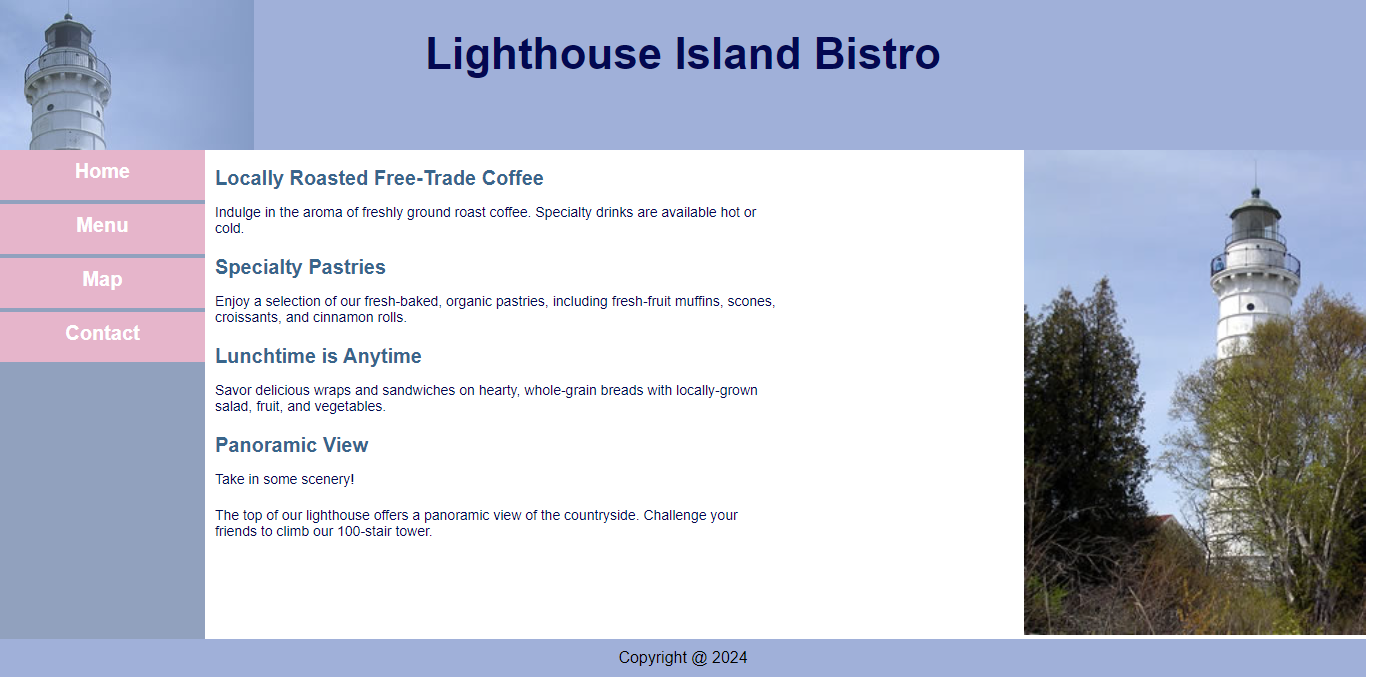 Lighthouse Island Bistro
Home
Menu
Map
Contact
Locally Roasted Free-Trade Coffee
Indulge in the aroma of freshly ground roast coffee. Specialty drinks are available hot or
cold.
Specialty Pastries
Enjoy a selection of our fresh-baked, organic pastries, including fresh-fruit muffins, scones,
croissants, and cinnamon rolls.
Lunchtime is Anytime
Savor delicious wraps and sandwiches on hearty, whole-grain breads with locally-grown
salad, fruit, and vegetables.
Panoramic View
Take in some scenery!
The top of our lighthouse offers a panoramic view of the countryside. Challenge your
friends to climb our 100-stair tower.
Copyright @ 2024